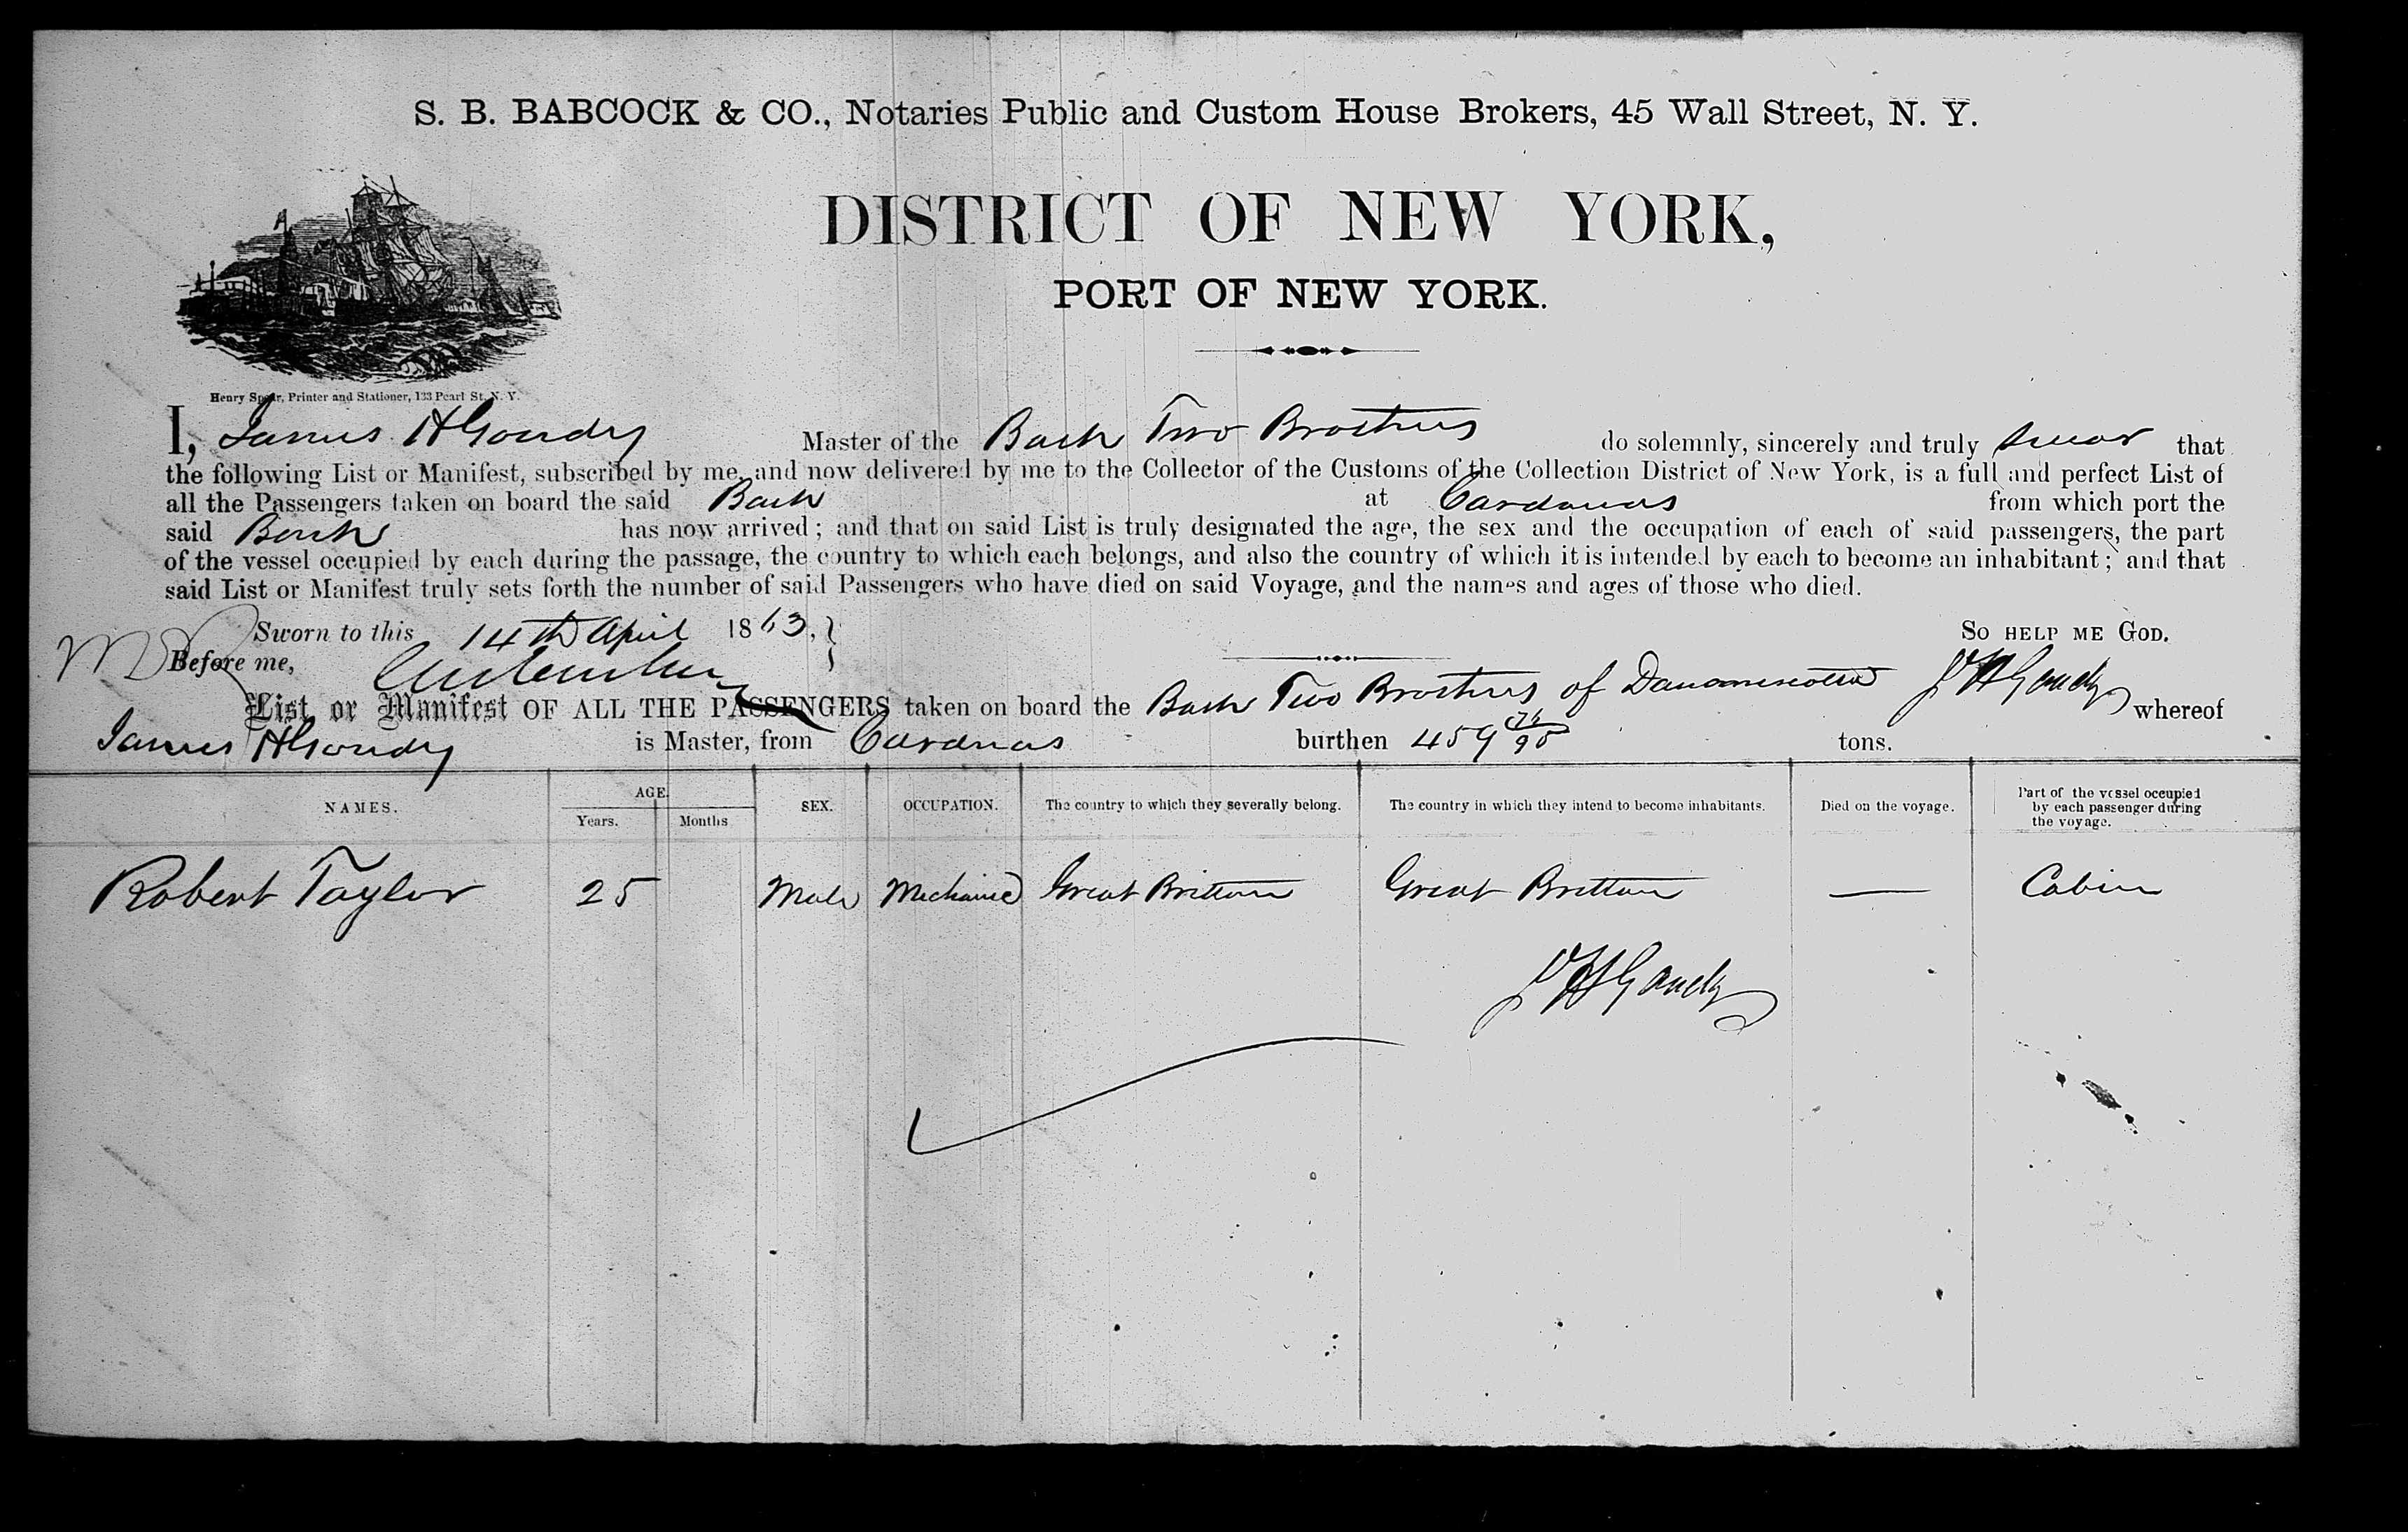 S. B. BABCOCK & CO., Notaries Public and Custom House Brokers, 45 Wall Street, N. Y.
DISTRICT OF NEW YORK,
PORT OF NEW YORK.
Henry Spear, Printer and Stationer, 133 Pearl St. N. Y.
I, James H Goudy Master of the Bark Two Brothers do solemnly, sincerely and truly swear that
the following List or Manifest, subscribed by me, and now delivered by me to the Collector of the Customs of the Collection District of New York, is a full and perfect List of
all the Passengers taken on board the said Bark at Cardenas from which port the
said Bark has now arrived; and that on said List is truly designated the age, the sex and the occupation of each of said passengers, the part
of the vessel occupied by each during the passage, the country to which each belongs, and also the country of which it is intended by each to become an inhabitant; and that
said List or Manifest truly sets forth the number of said Passengers who have died on said Voyage, and the names and ages of those who died.
Sworn to this 14th April 1863, So help me God.
Before me,
J H Goudy
List or Manifest OF ALL THE PASSENGERS taken on board the Bark Two Brothers of Damariscotta whereof
James H Goudy is Master, from Cardenas burthen 459 tons.
NAMES. AGE. SEX. OCCUPATION. The country to which they severally belong. The country in which they intend to become inhabitants. Died on the voyage. Part of the vessel occupied by each passenger during the voyage.
Years. Months
Robert Taylor 25 Male Mechanic Great Brittain Great Brittain — Cabin
J H Goudy